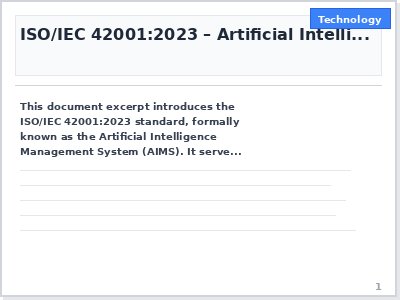 Technology
ISO/IEC 42001:2023 – Artificial Intelli...
This document excerpt introduces the
ISO/IEC 42001:2023 standard, formally
known as the Artificial Intelligence
Management System (AIMS). It serve...
1